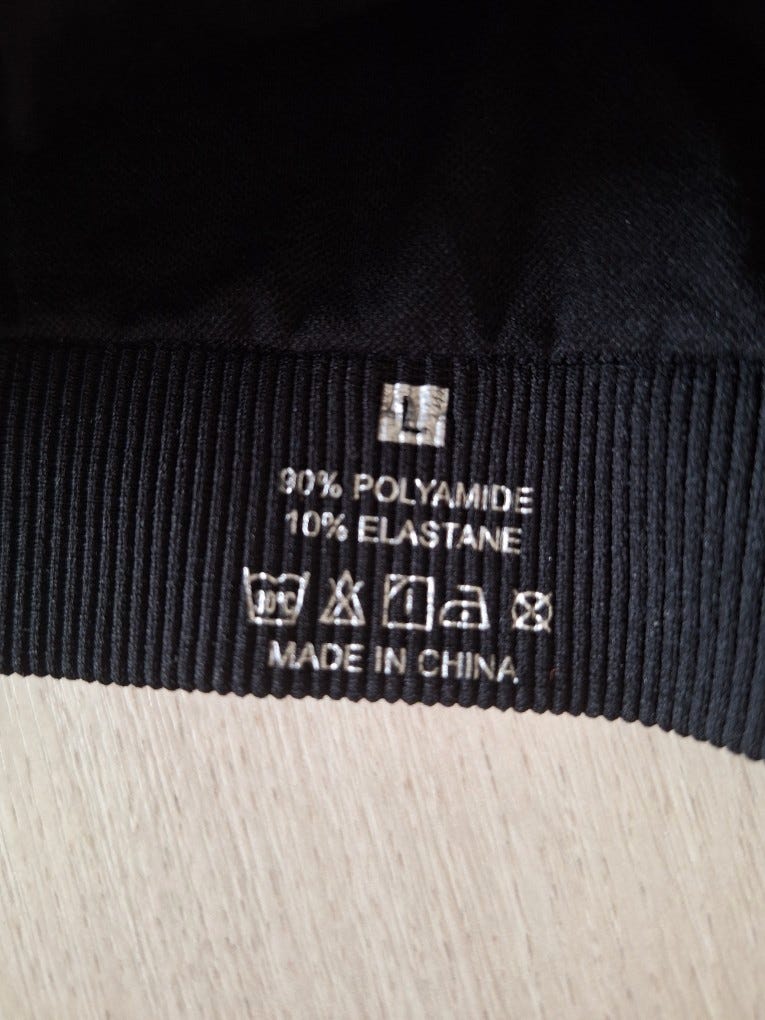 L
90% POLYAMIDE
10% ELASTANE
MADE IN CHINA